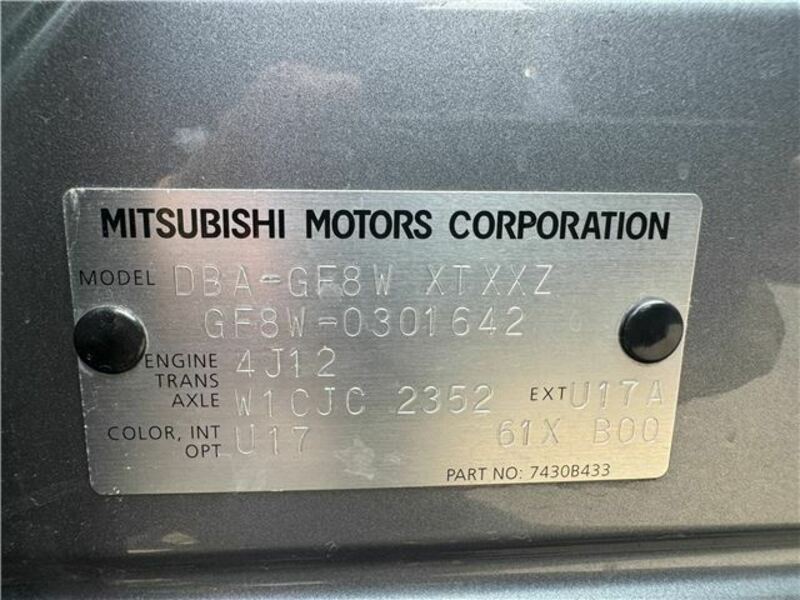 MITSUBISHI MOTORS CORPORATION
MODEL DBA-GF8W XTXXZ
GF8W-0301642
ENGINE 4J12
TRANS
AXLE W1CJC 2352 EXT U17A
COLOR, INT U17 61X B00
OPT
PART NO: 7430B433